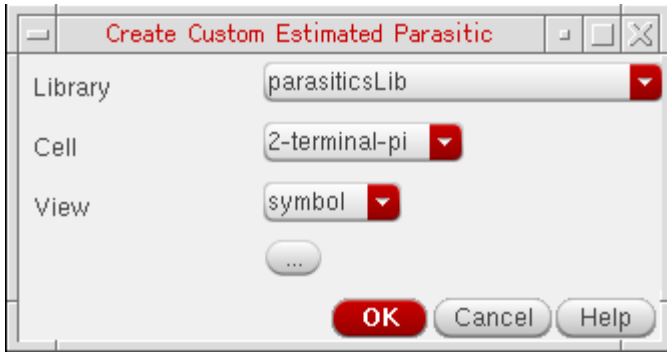 Create Custom Estimated Parasitic
Library parasiticsLib
Cell 2-terminal-pi
View symbol
...
OK Cancel Help